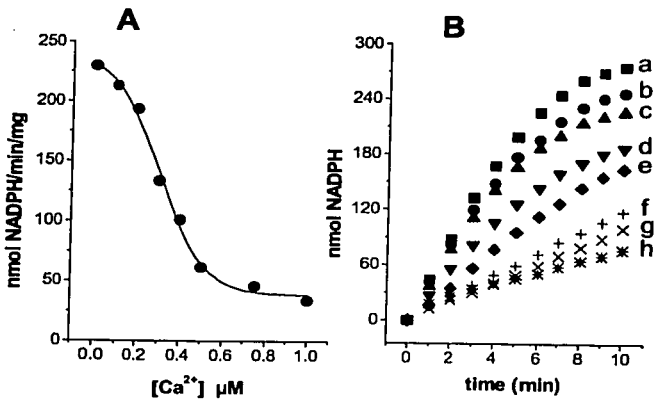 A
nmol NADPH/min/mg
250
200
150
100
50
0
0.0 0.2 0.4 0.6 0.8 1.0
[Ca²⁺] µM
B
nmol NADPH
300
240
180
120
60
0
a
b
c
d
e
f
g
h
0 2 4 6 8 10
time (min)